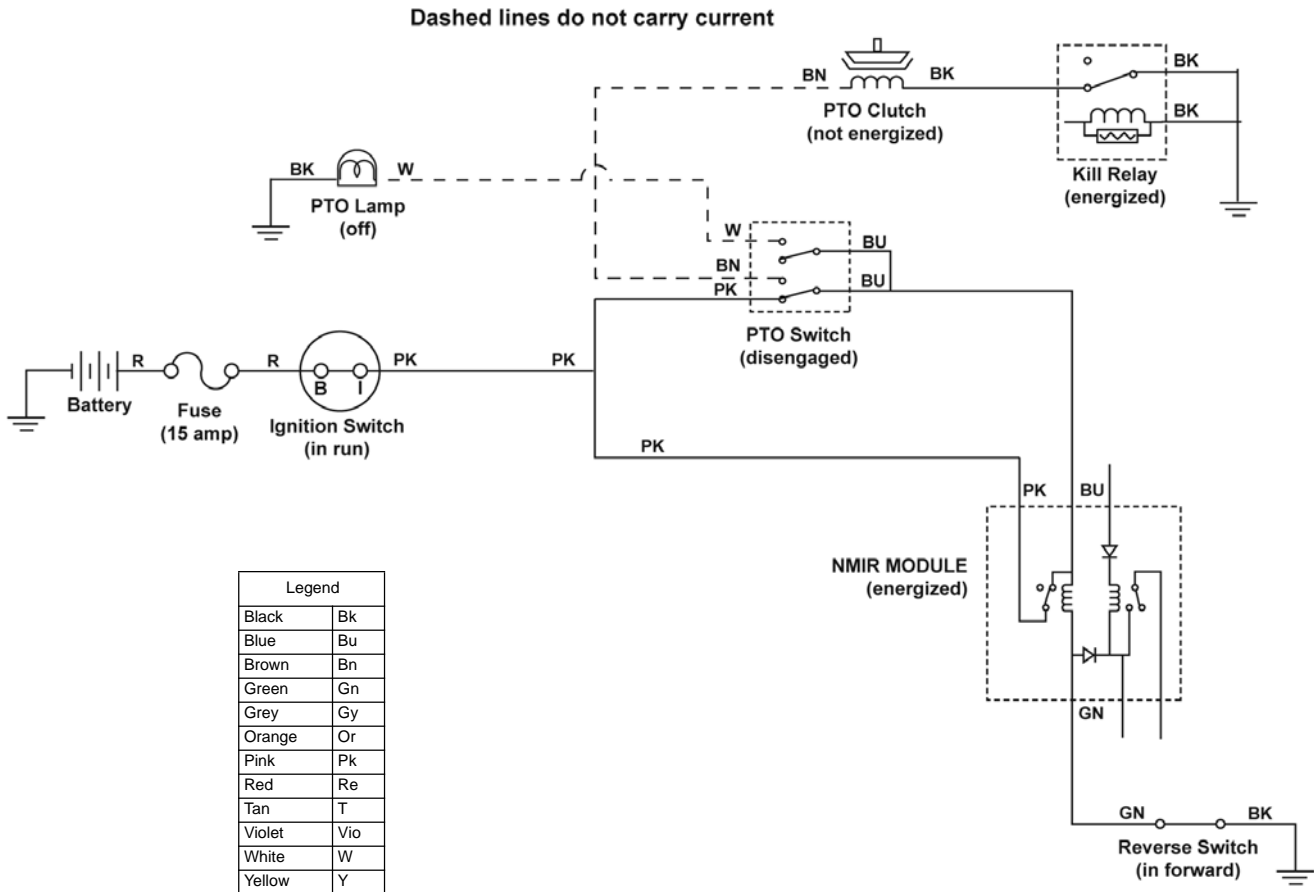 Dashed lines do not carry current
BN
BK
BK
PTO Clutch
(not energized)
BK
Kill Relay
(energized)
BK
W
PTO Lamp
(off)
W
BU
BN
BU
PK
PTO Switch
(disengaged)
R
R
PK
PK
B
I
Battery
Fuse
(15 amp)
Ignition Switch
(in run)
PK
PK
BU
NMIR MODULE
(energized)
GN
GN
BK
Reverse Switch
(in forward)
Legend
Black Bk
Blue Bu
Brown Bn
Green Gn
Grey Gy
Orange Or
Pink Pk
Red Re
Tan T
Violet Vio
White W
Yellow Y